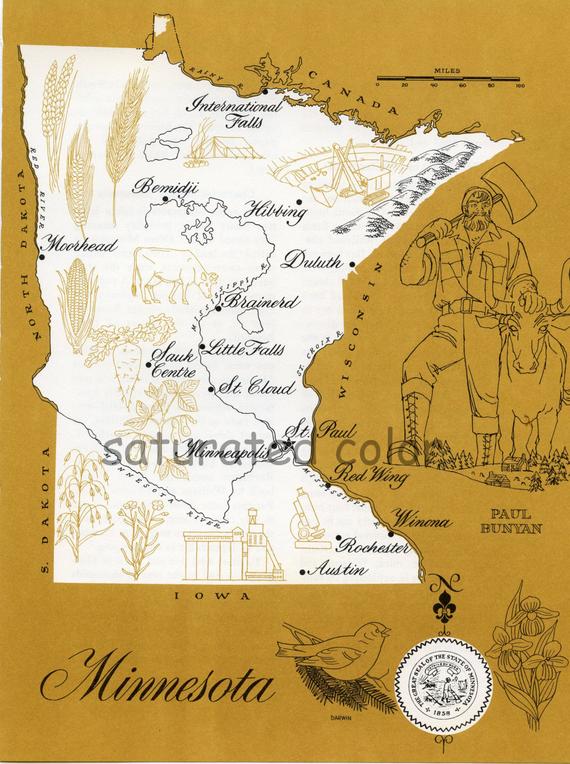 MILES
0 20 40 60 80 100
CANADA
RAINY R.
International
Falls
RED RIVER
NORTH DAKOTA
Bemidji
Hibbing
Moorhead
Duluth
MISSISSIPPI R.
Brainerd
WISCONSIN
ST. CROIX R.
Sauk
Centre
Little Falls
St. Cloud
saturated color
St. Paul
Minneapolis
MINNESOTA RIVER
Red Wing
S. DAKOTA
Winona
Rochester
Austin
PAUL
BUNYAN
IOWA
N
Minnesota
DARWIN
THE GREAT SEAL OF THE STATE OF MINNESOTA
1858